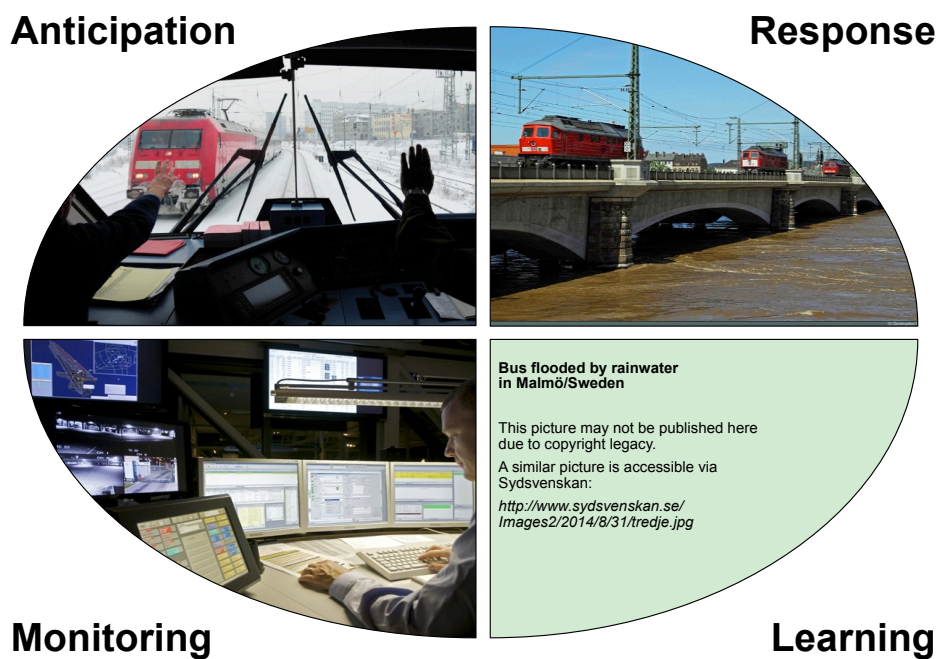 Anticipation
Response
Bus flooded by rainwater
in Malmö/Sweden
This picture may not be published here
due to copyright legacy.
A similar picture is accessible via
Sydsvenskan:
http://www.sydsvenskan.se/
Images2/2014/8/31/tredje.jpg
Monitoring
Learning